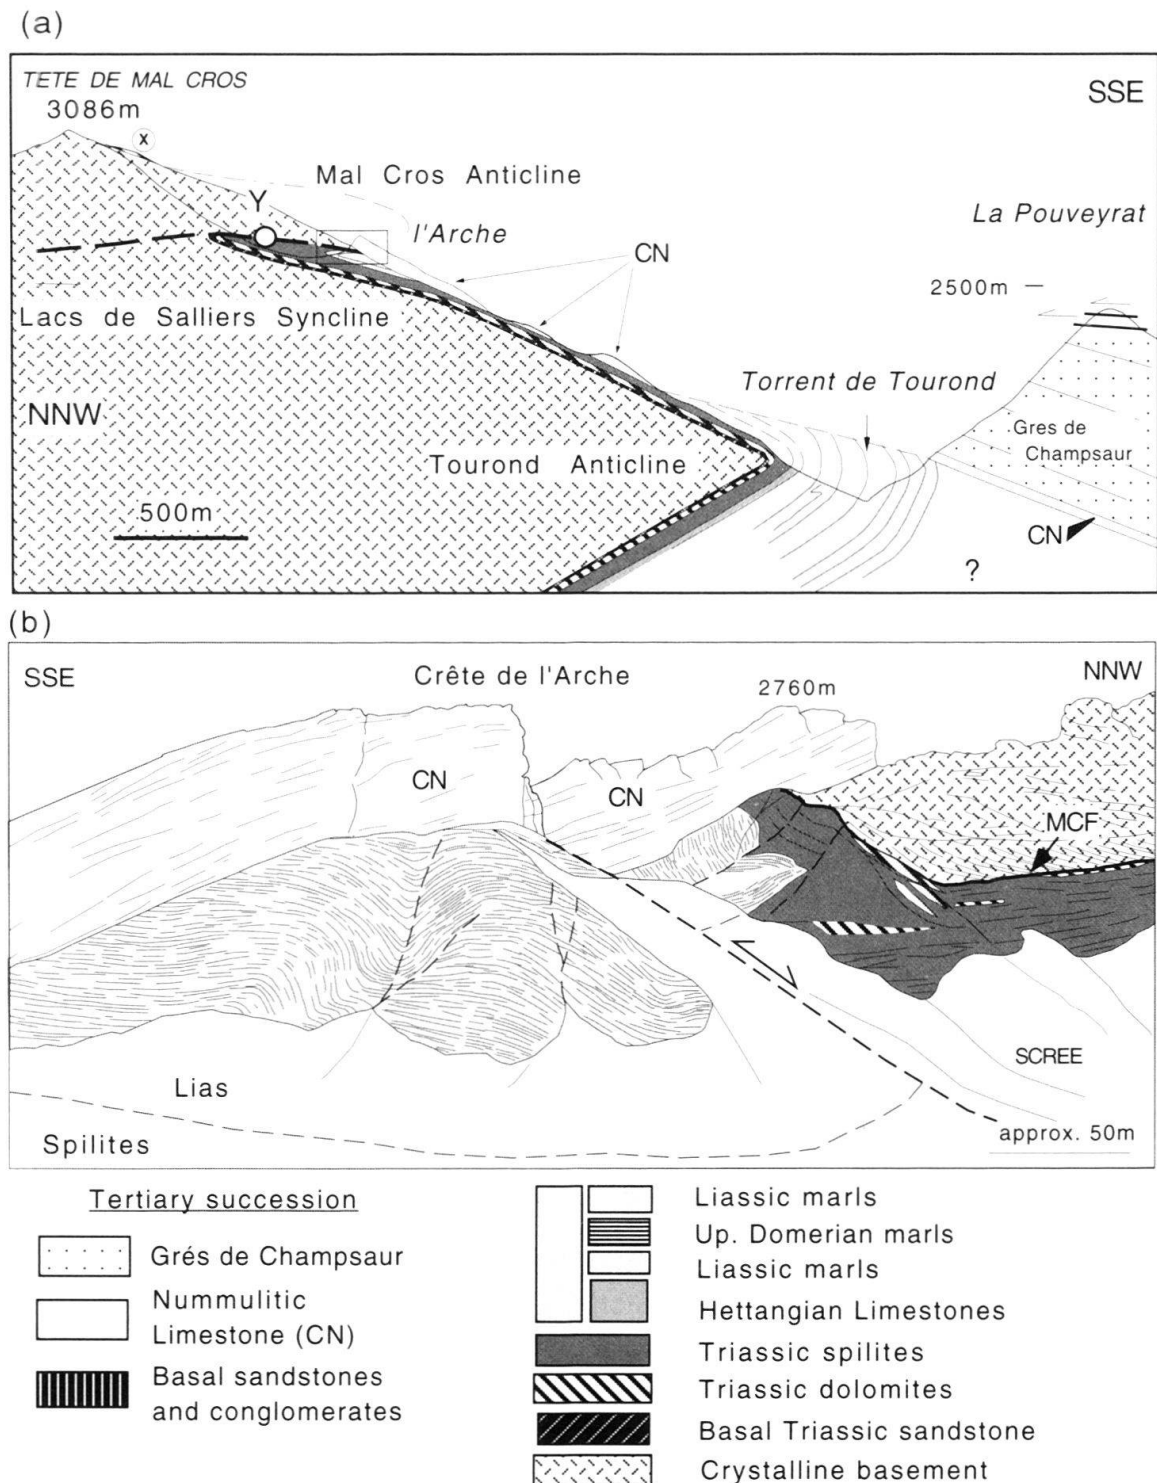 (a)
TETE DE MAL CROS
3086m
SSE
X
Mal Cros Anticline
Y
l'Arche
La Pouveyrat
CN
2500m
Lacs de Salliers Syncline
Torrent de Tourond
NNW
Gres de
Champsaur
Tourond Anticline
500m
CN
?
(b)
SSE
Crête de l'Arche
NNW
2760m
CN
CN
MCF
SCREE
Lias
Spilites
approx. 50m
Tertiary succession
Grés de Champsaur
Nummulitic
Limestone (CN)
Basal sandstones
and conglomerates
Liassic marls
Up. Domerian marls
Liassic marls
Hettangian Limestones
Triassic spilites
Triassic dolomites
Basal Triassic sandstone
Crystalline basement